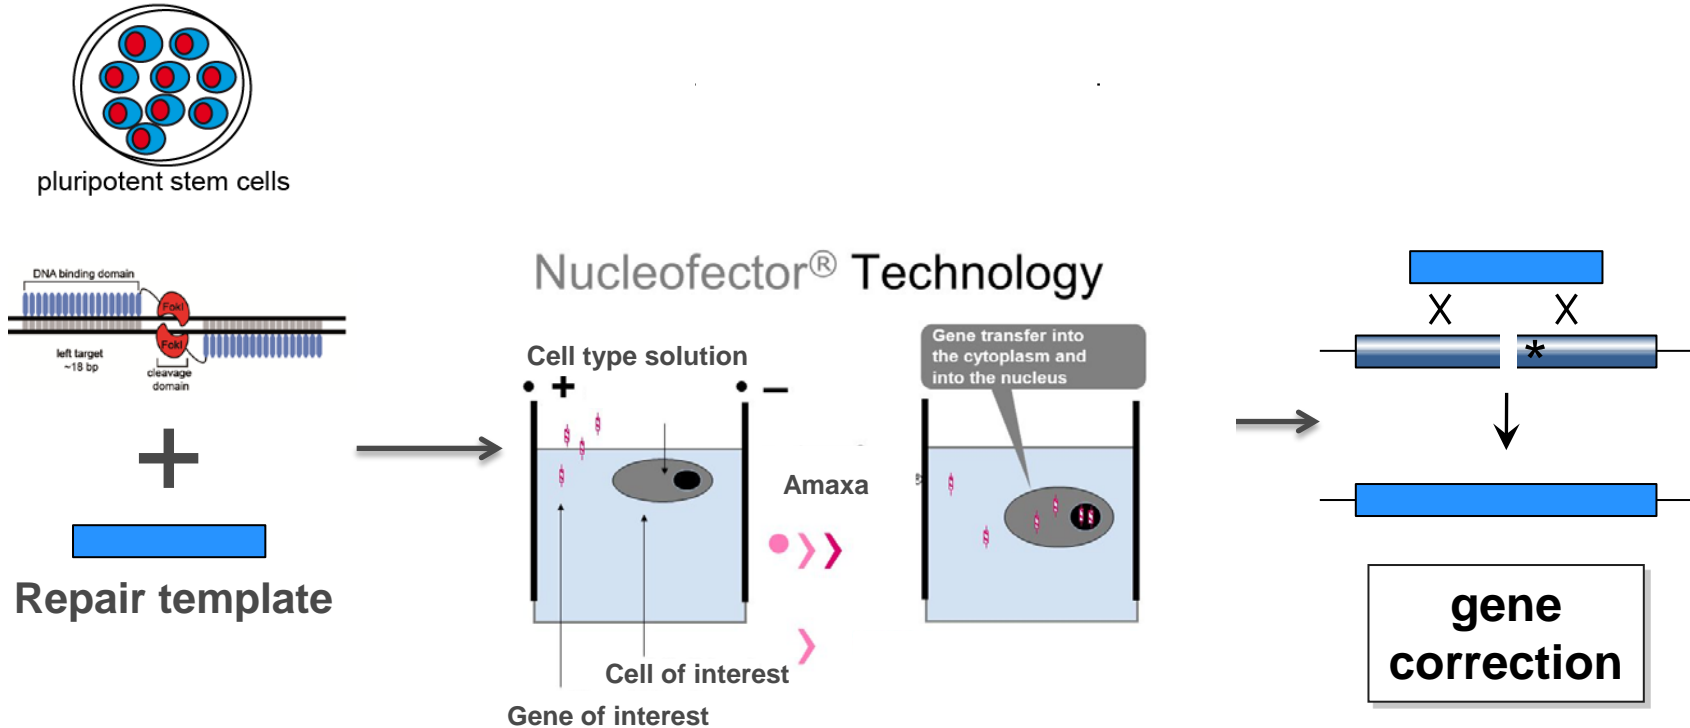 pluripotent stem cells
DNA binding domain
FokI
FokI
left target
~18 bp
cleavage
domain
+
Repair template
Nucleofector® Technology
Cell type solution
+
−
Gene transfer into
the cytoplasm and
into the nucleus
Amaxa
Cell of interest
Gene of interest
X X
*
gene
correction